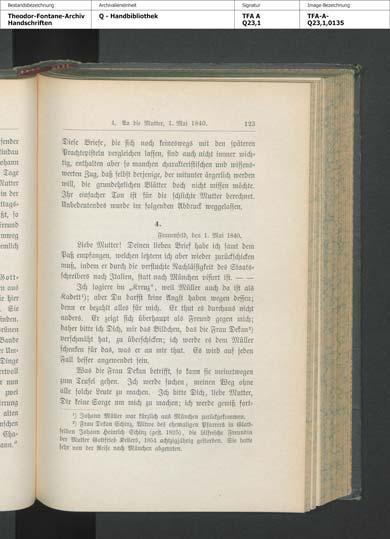 Bestandsbezeichnung
Archivalieneinheit
Signatur
Image-Bezeichnung
Theodor-Fontane-Archiv
Handschriften
Q - Handbibliothek
TFA A
Q23,1
TFA-A-
Q23,1,0135
4. An die Mutter, 1. Mai 1840. 123
Diese Briefe, die sich noch keineswegs mit den späteren
Prachtepisteln vergleichen lassen, sind auch nicht immer wich-
tig, enthalten aber so manchen charakteristischen und wissens-
werten Zug, daß selbst derjenige, der mitunter ärgerlich werden
will, die grundehrlichen Blätter doch nicht missen möchte.
Ihr einfacher Ton ist für die schlichte Mutter berechnet.
Unbedeutendes wurde im folgenden Abdruck weggelassen.
4.
Frauenfeld, den 1. Mai 1840.
Liebe Mutter! Deinen lieben Brief habe ich samt dem
Paß empfangen, welchen letztern ich aber wieder zurückschicken
muß, indem er durch die verfluchte Nachlässigkeit des Staats-
schreibers nach Italien, statt nach München visiert ist. — —
Ich logiere im „Kreuz“, weil Müller auch da ist als
Kadett¹); aber Du darfst keine Angst haben wegen dessen;
denn er bezahlt alles für mich. Er thut es durchaus nicht
anders. Er zeigt sich überhaupt als Freund gegen mich;
daher bitte ich Dich, mir das Bildchen, das die Frau Dekan²)
verschmäht hat, zu überschicken; ich werde es dem Müller
schenken für das, was er an mir thut. Es wird auf jeden
Fall besser angewendet sein.
Was die Frau Dekan betrifft, so kann sie meinetwegen
zum Teufel gehen. Ich werde suchen, meinen Weg ohne
alle solche Leute zu machen. Ich bitte Dich, liebe Mutter,
Dir keine Sorge um mich zu machen; ich werde gewiß fort-
¹) Johann Müller war kürzlich aus München zurückgekommen.
²) Frau Dekan Schinz, Witwe des ehemaligen Pfarrers in Glatt-
felden Johann Heinrich Schinz (gest. 1825), die hilfreiche Freundin
der Mutter Gottfried Kellers, 1854 achtzigjährig gestorben. Sie hatte
sehr von der Reise nach München abgeraten.